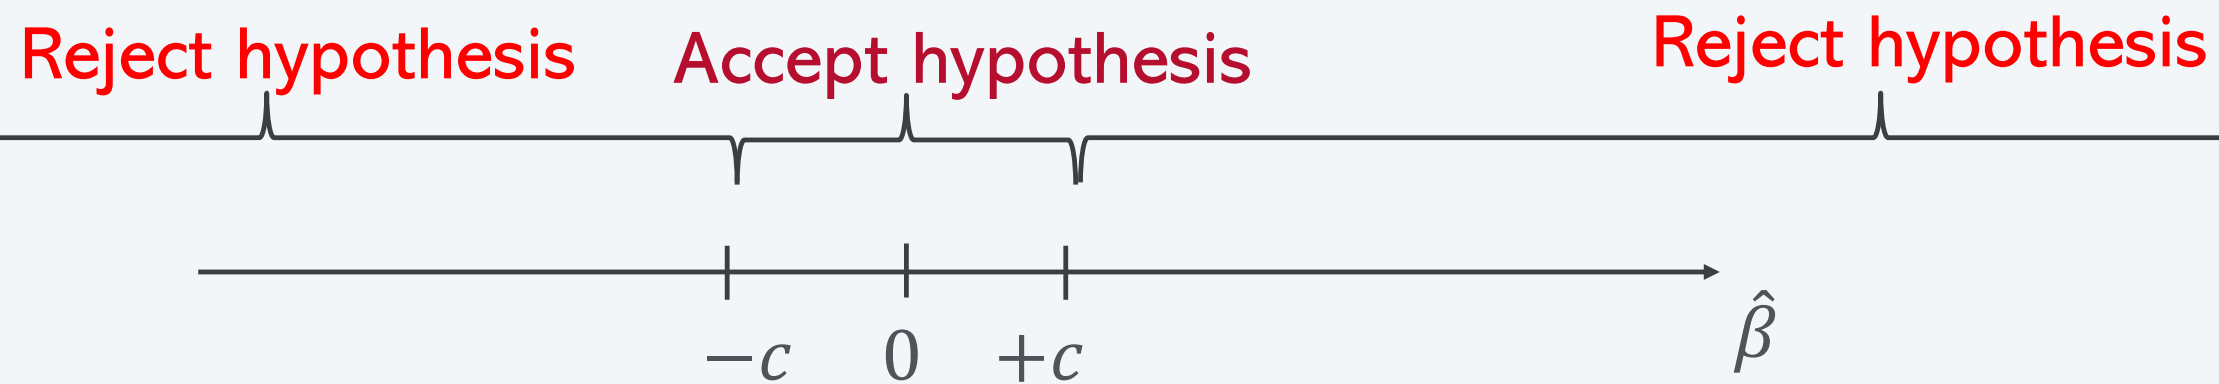 Reject hypothesis
Accept hypothesis
Reject hypothesis
−c 0 +c
β̂